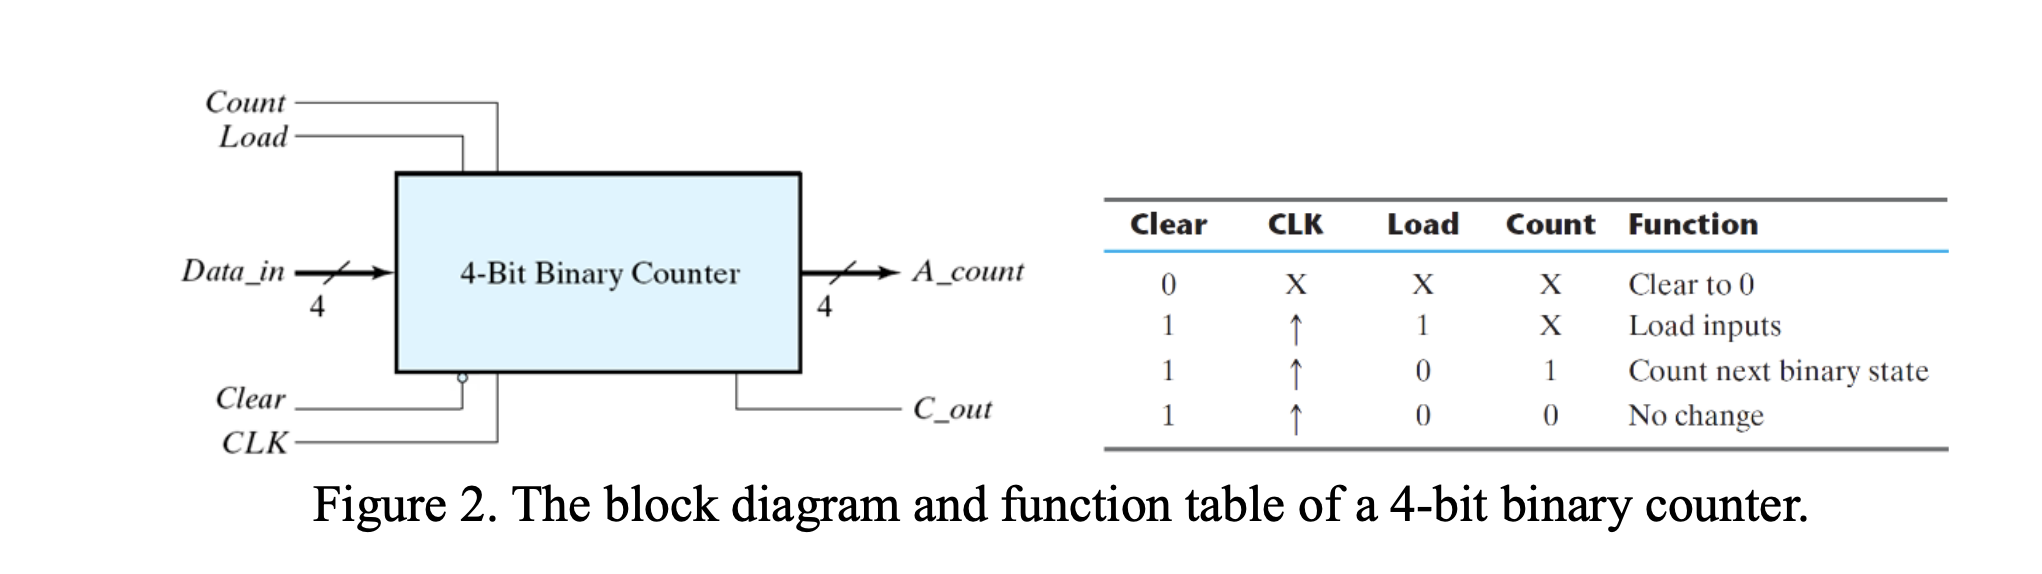 Count
Load
Data_in
4
4-Bit Binary Counter
4
A_count
Clear
CLK
C_out
Clear CLK Load Count Function
0 X X X Clear to 0
1 ↑ 1 X Load inputs
1 ↑ 0 1 Count next binary state
1 ↑ 0 0 No change
Figure 2. The block diagram and function table of a 4-bit binary counter.